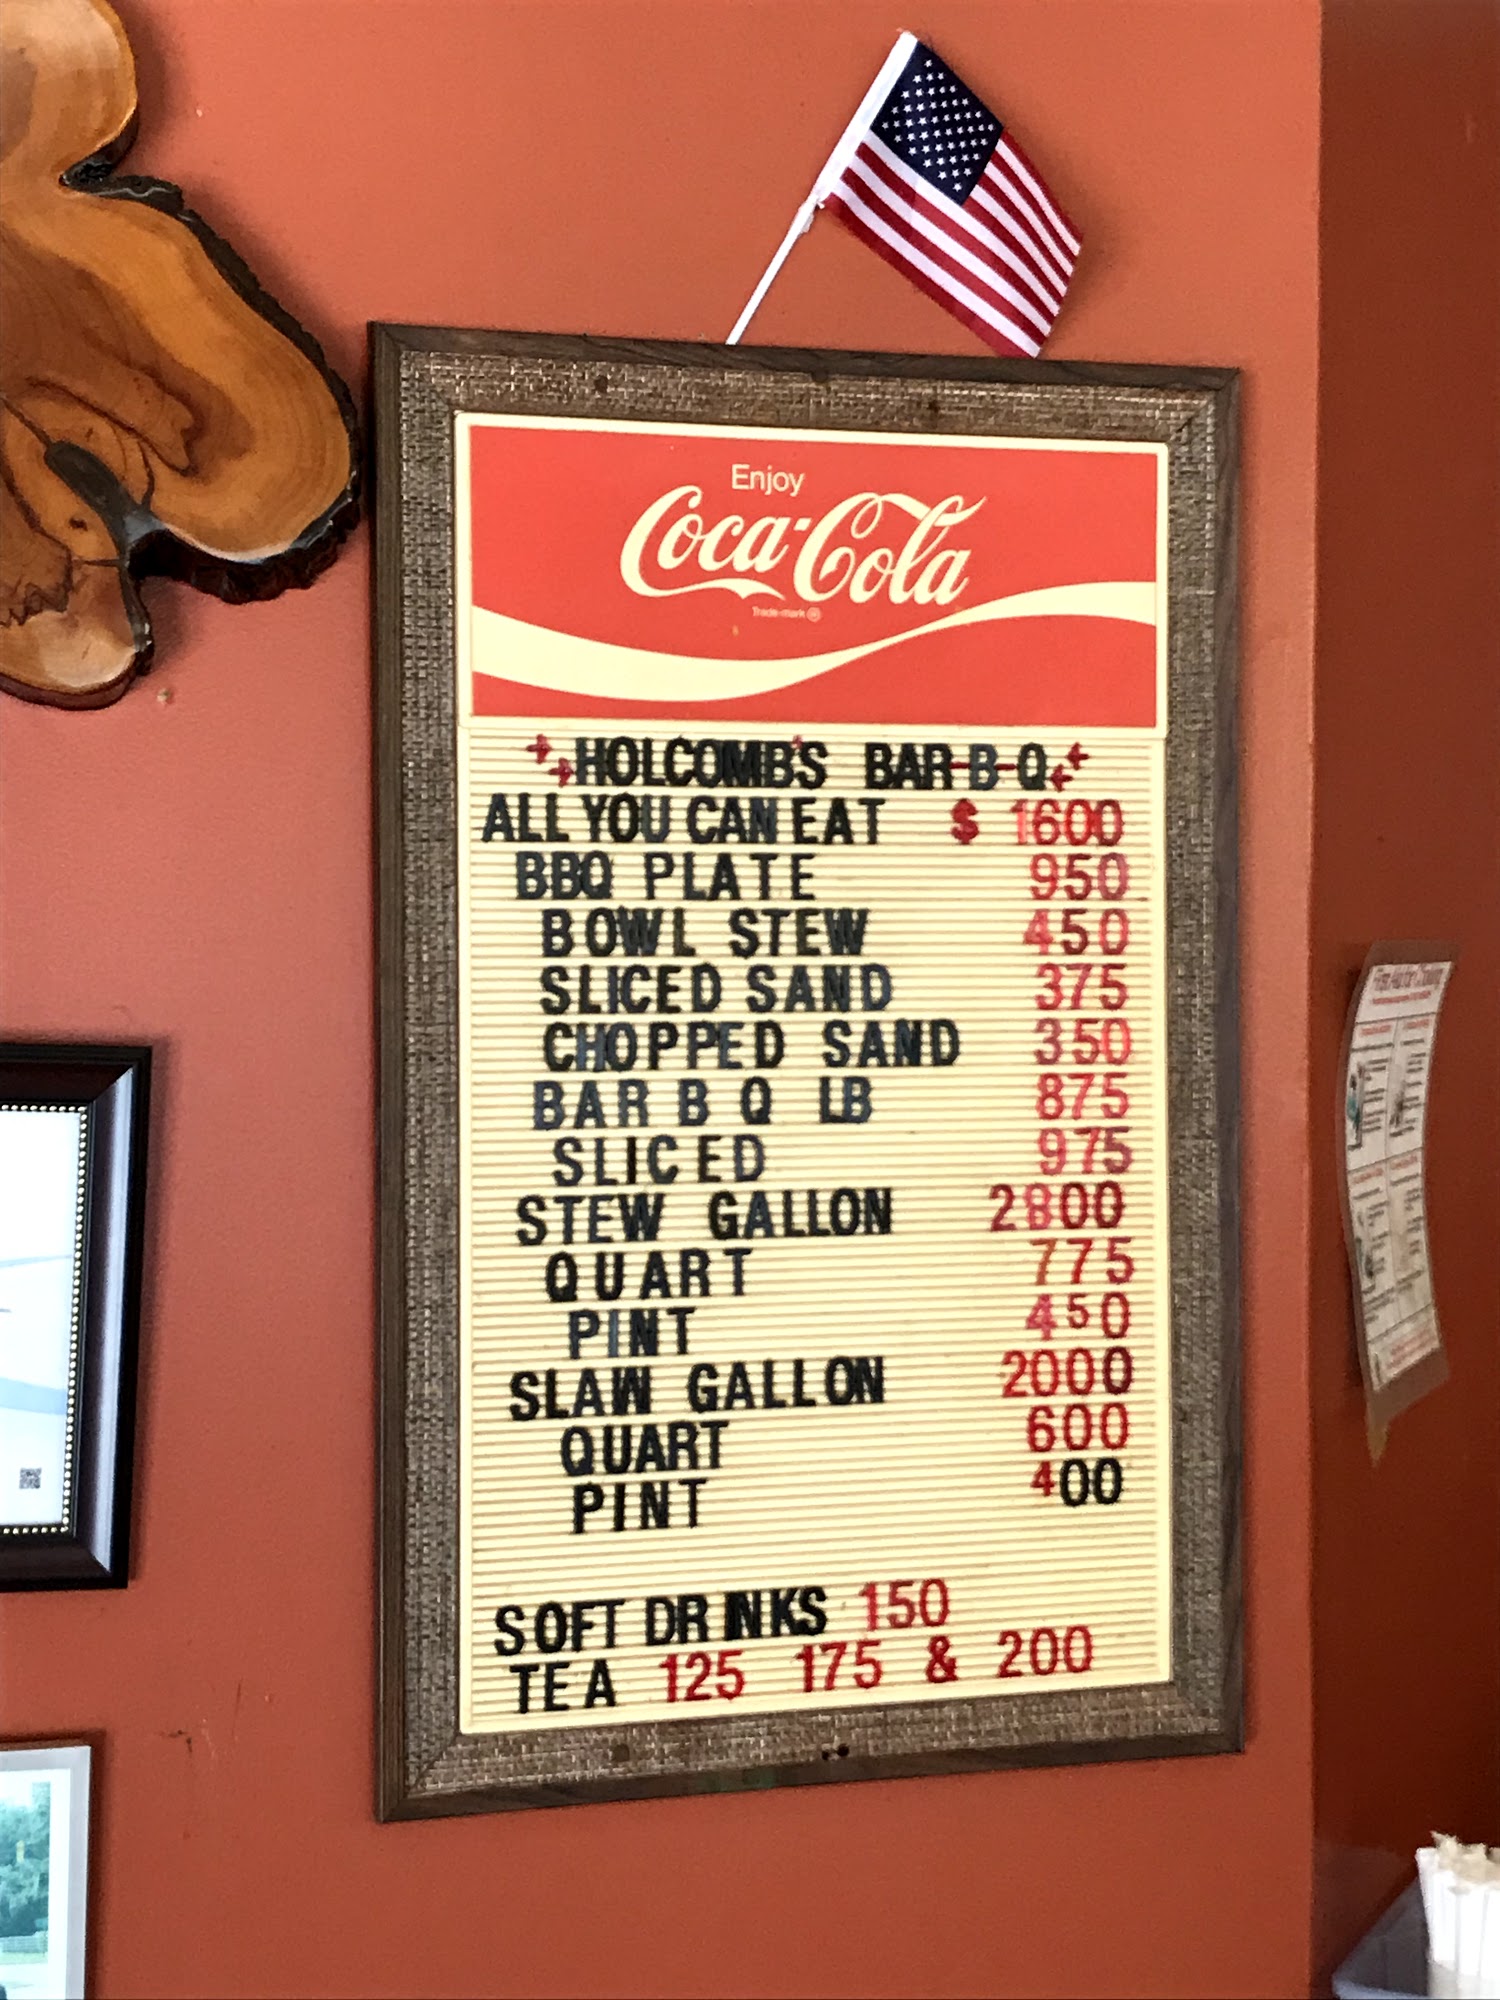 Enjoy
Coca-Cola
Trade-mark ®
HOLCOMB'S BAR-B-Q
ALL YOU CAN EAT $ 1600
BBQ PLATE 950
BOWL STEW 450
SLICED SAND 375
CHOPPED SAND 350
BAR B Q LB 875
SLICED 975
STEW GALLON 2800
QUART 775
PINT 450
SLAW GALLON 2000
QUART 600
PINT 400
SOFT DRINKS 150
TEA 125 175 & 200